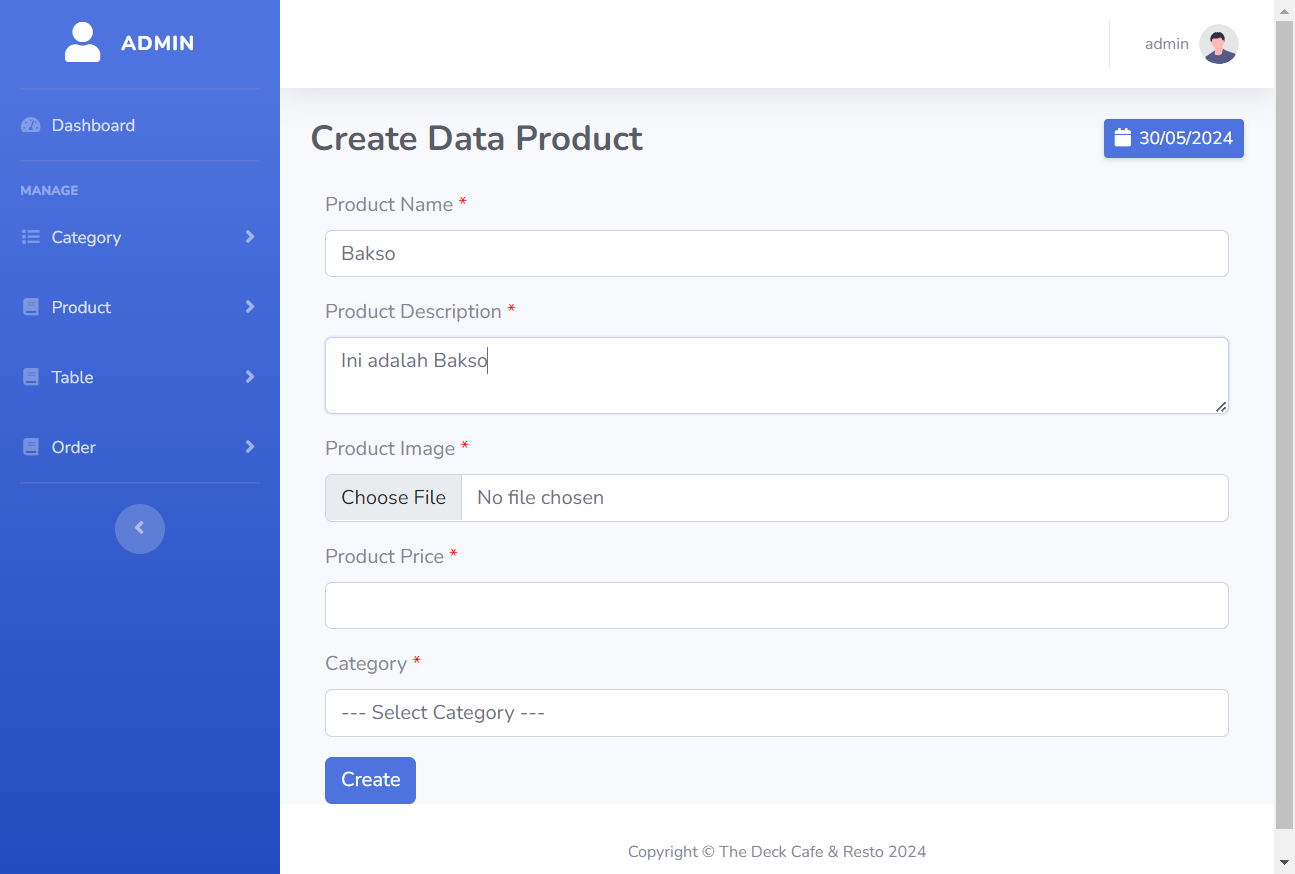 ADMIN
admin
Dashboard
MANAGE
Category
Product
Table
Order
Create Data Product
30/05/2024
Product Name *
Bakso
Product Description *
Ini adalah Bakso
Product Image *
Choose File No file chosen
Product Price *
Category *
--- Select Category ---
Create
Copyright © The Deck Cafe & Resto 2024